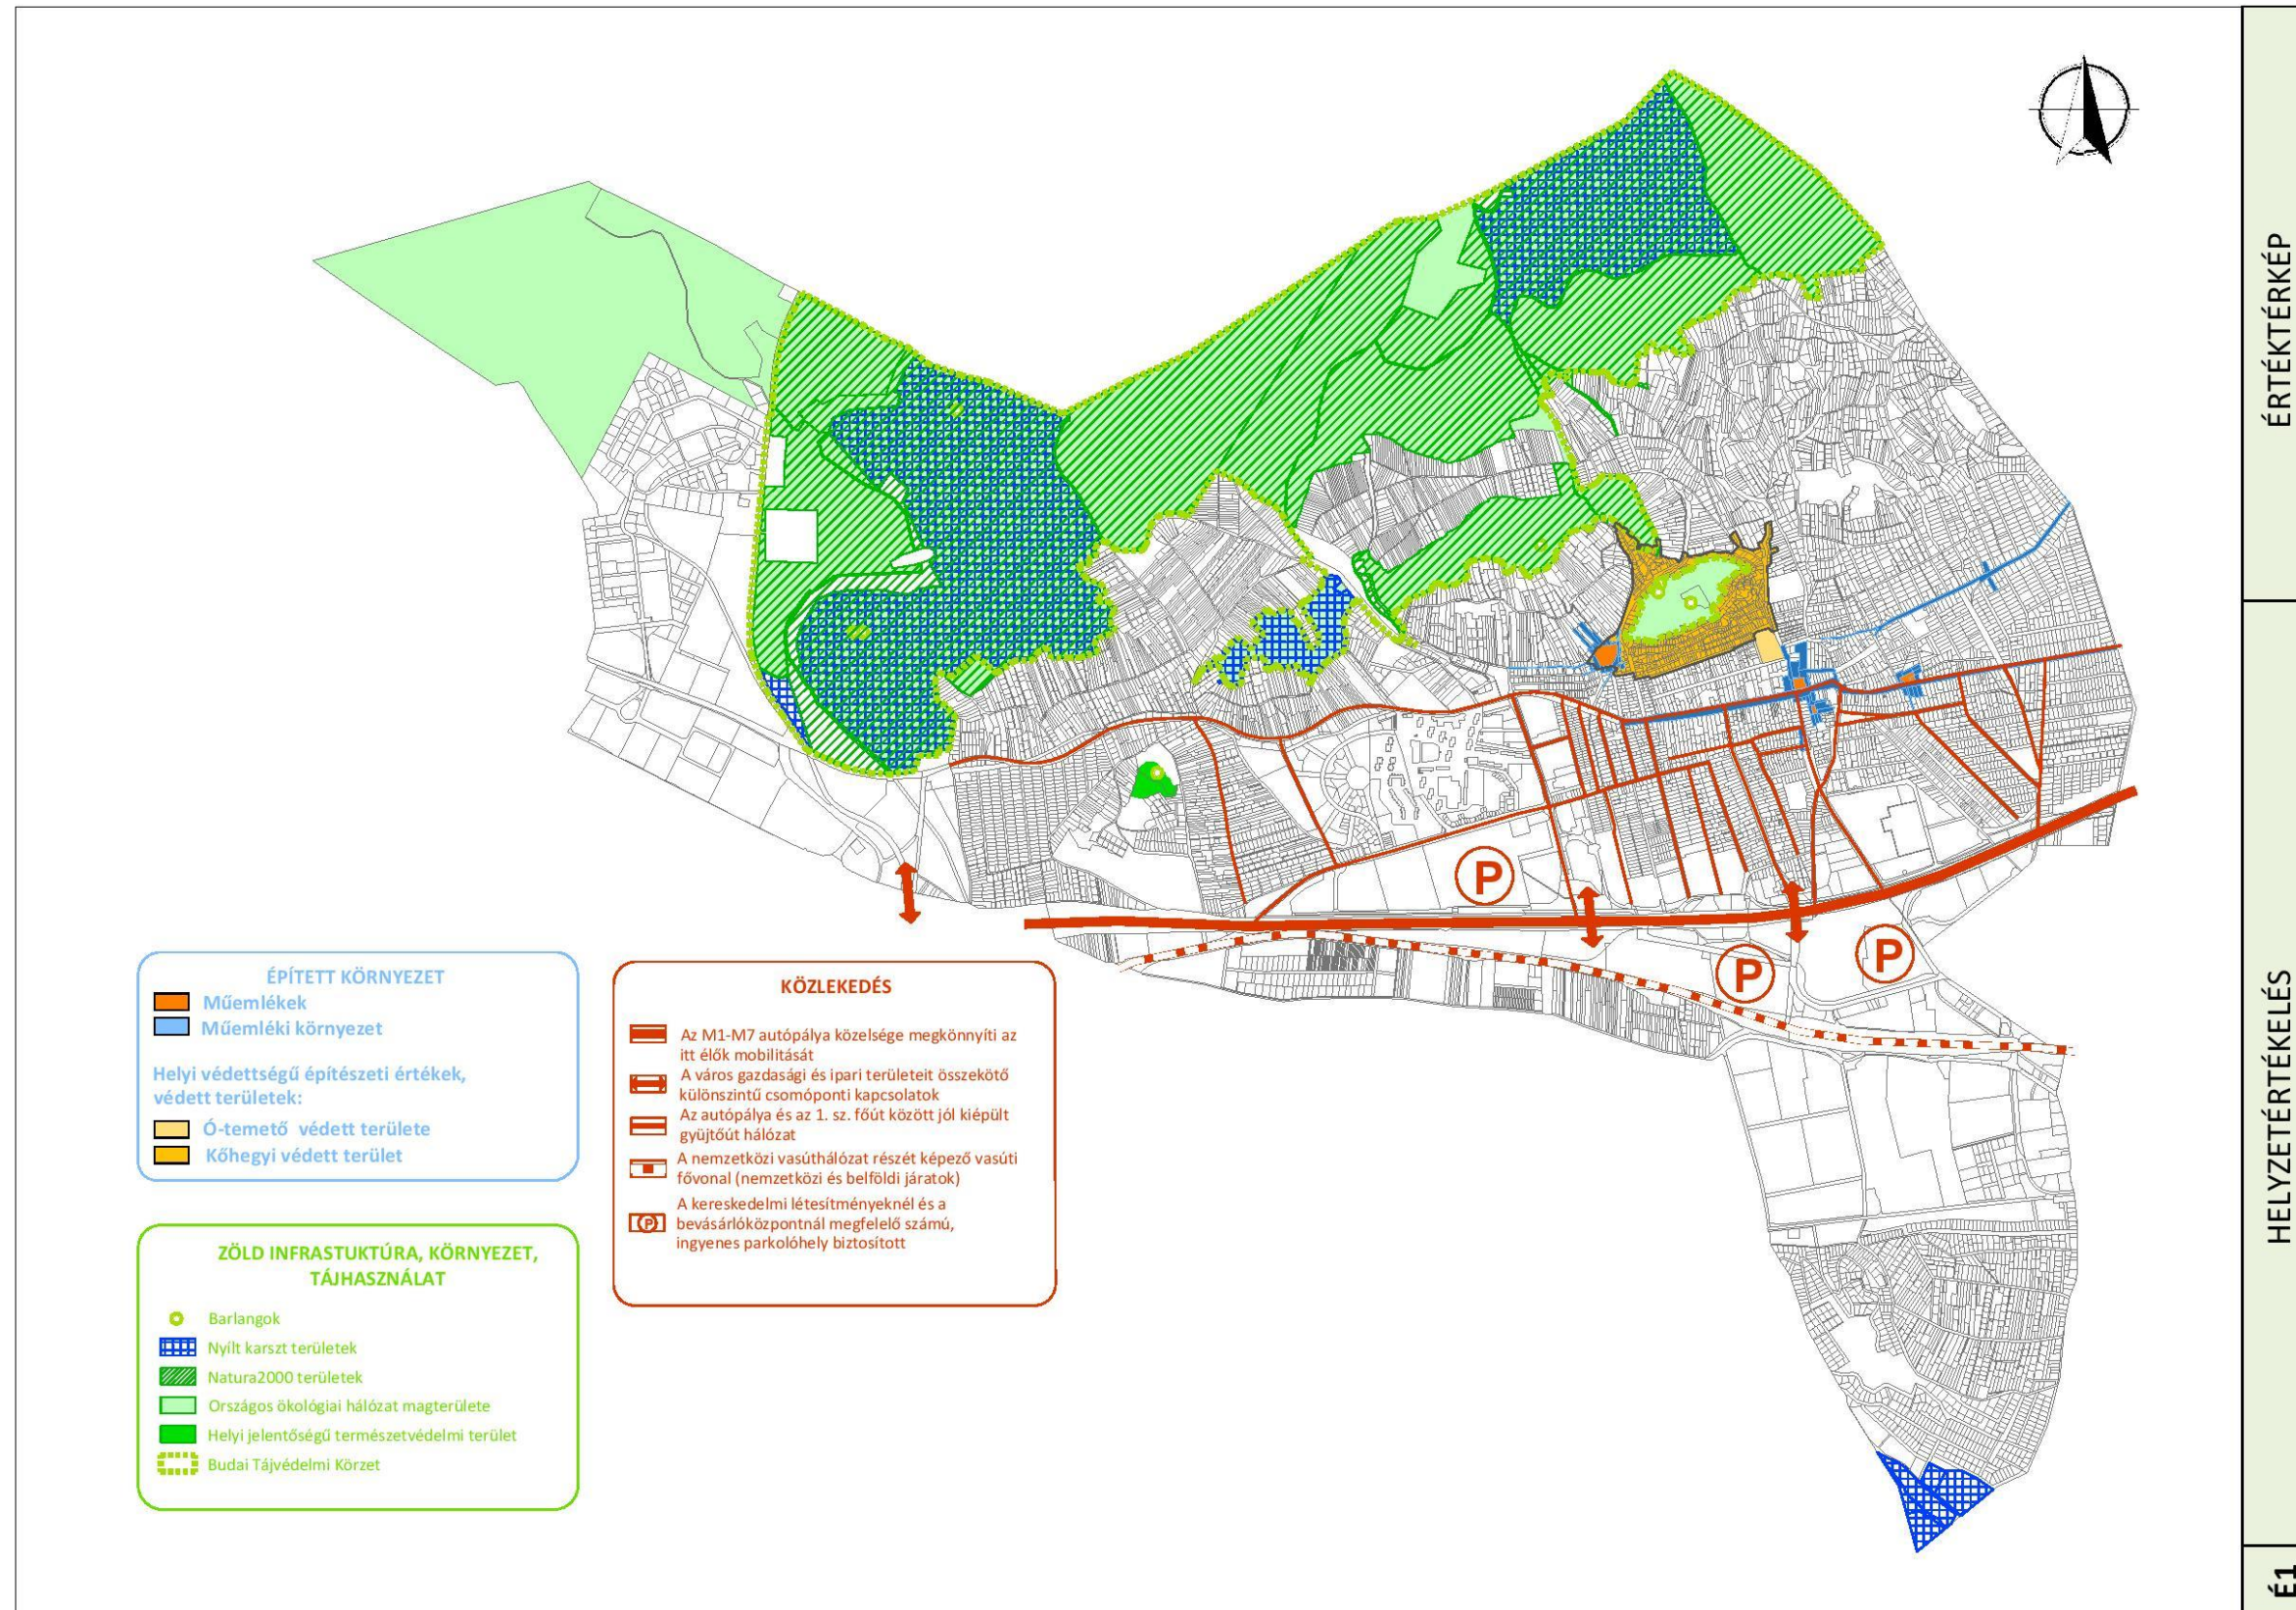 ÉPÍTETT KÖRNYEZET
Műemlékek
Műemléki környezet
Helyi védettségű építészeti értékek,
védett területek:
Ó-temető védett területe
Kőhegyi védett terület
ZÖLD INFRASTUKTÚRA, KÖRNYEZET,
TÁJHASZNÁLAT
Barlangok
Nyílt karszt területek
Natura2000 területek
Országos ökológiai hálózat magterülete
Helyi jelentőségű természetvédelmi terület
Budai Tájvédelmi Körzet
KÖZLEKEDÉS
Az M1-M7 autópálya közelsége megkönnyíti az
itt élők mobilitását
A város gazdasági és ipari területeit összekötő
különszintű csomóponti kapcsolatok
Az autópálya és az 1. sz. főút között jól kiépült
gyüjtőút hálózat
A nemzetközi vasúthálózat részét képező vasúti
fővonal (nemzetközi és belföldi járatok)
P
A kereskedelmi létesítményeknél és a
bevásárlóközpontnál megfelelő számú,
ingyenes parkolóhely biztosított
P
P
P
ÉRTÉKTÉRKÉP
HELYZETÉRTÉKELÉS
É1